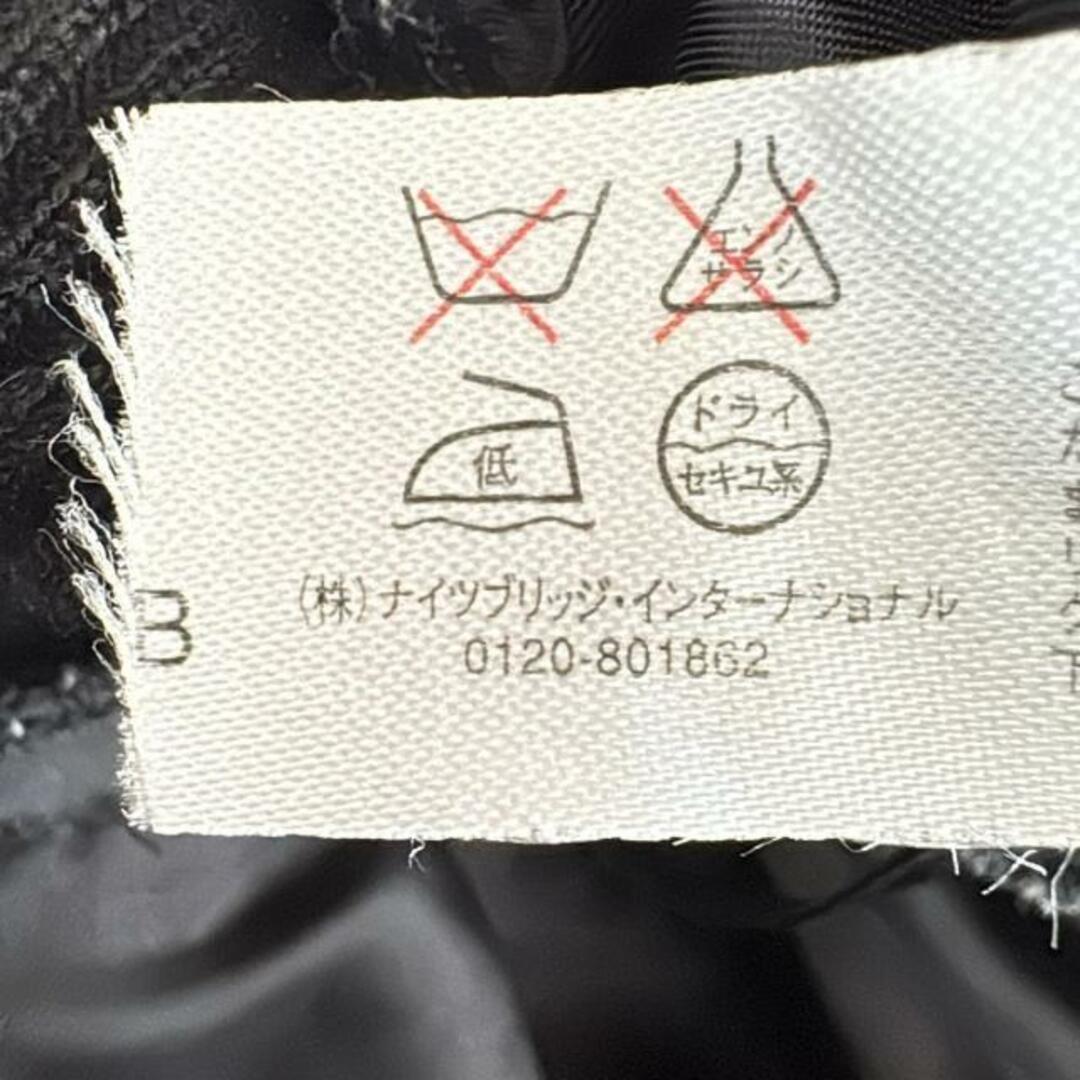 エンソ
サラシ
低
ドライ
セキユ系
(株)ナイツブリッジ・インターナショナル
0120-801862
B